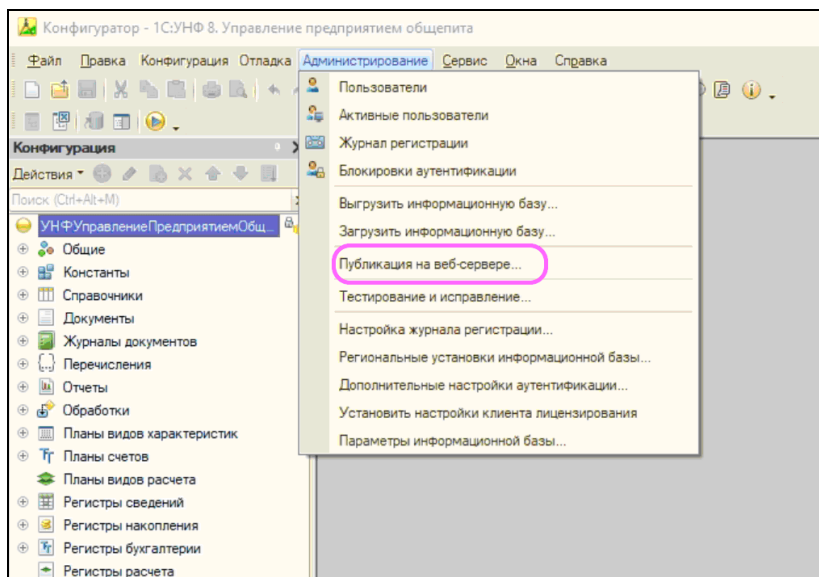 Конфигуратор - 1С:УНФ 8. Управление предприятием общепита
Файл Правка Конфигурация Отладка Администрирование Сервис Окна Справка
Пользователи
Активные пользователи
Журнал регистрации
Блокировки аутентификации
Выгрузить информационную базу...
Загрузить информационную базу...
Публикация на веб-сервере...
Тестирование и исправление...
Настройка журнала регистрации...
Региональные установки информационной базы...
Дополнительные настройки аутентификации...
Установить настройки клиента лицензирования
Параметры информационной базы...
Конфигурация
Действия
Поиск (Ctrl+Alt+M)
УНФУправлениеПредприятиемОбщ...
Общие
Константы
Справочники
Документы
Журналы документов
Перечисления
Отчеты
Обработки
Планы видов характеристик
Планы счетов
Планы видов расчета
Регистры сведений
Регистры накопления
Регистры бухгалтерии
Регистры расчета